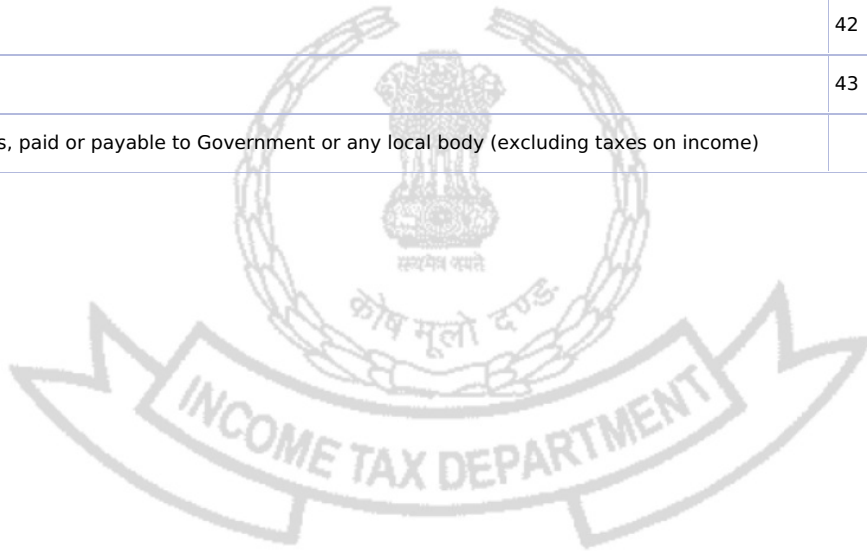 42
43
s, paid or payable to Government or any local body (excluding taxes on income)
सत्यमेव जयते
कोष मूलो दण्ड:
INCOME TAX DEPARTMENT